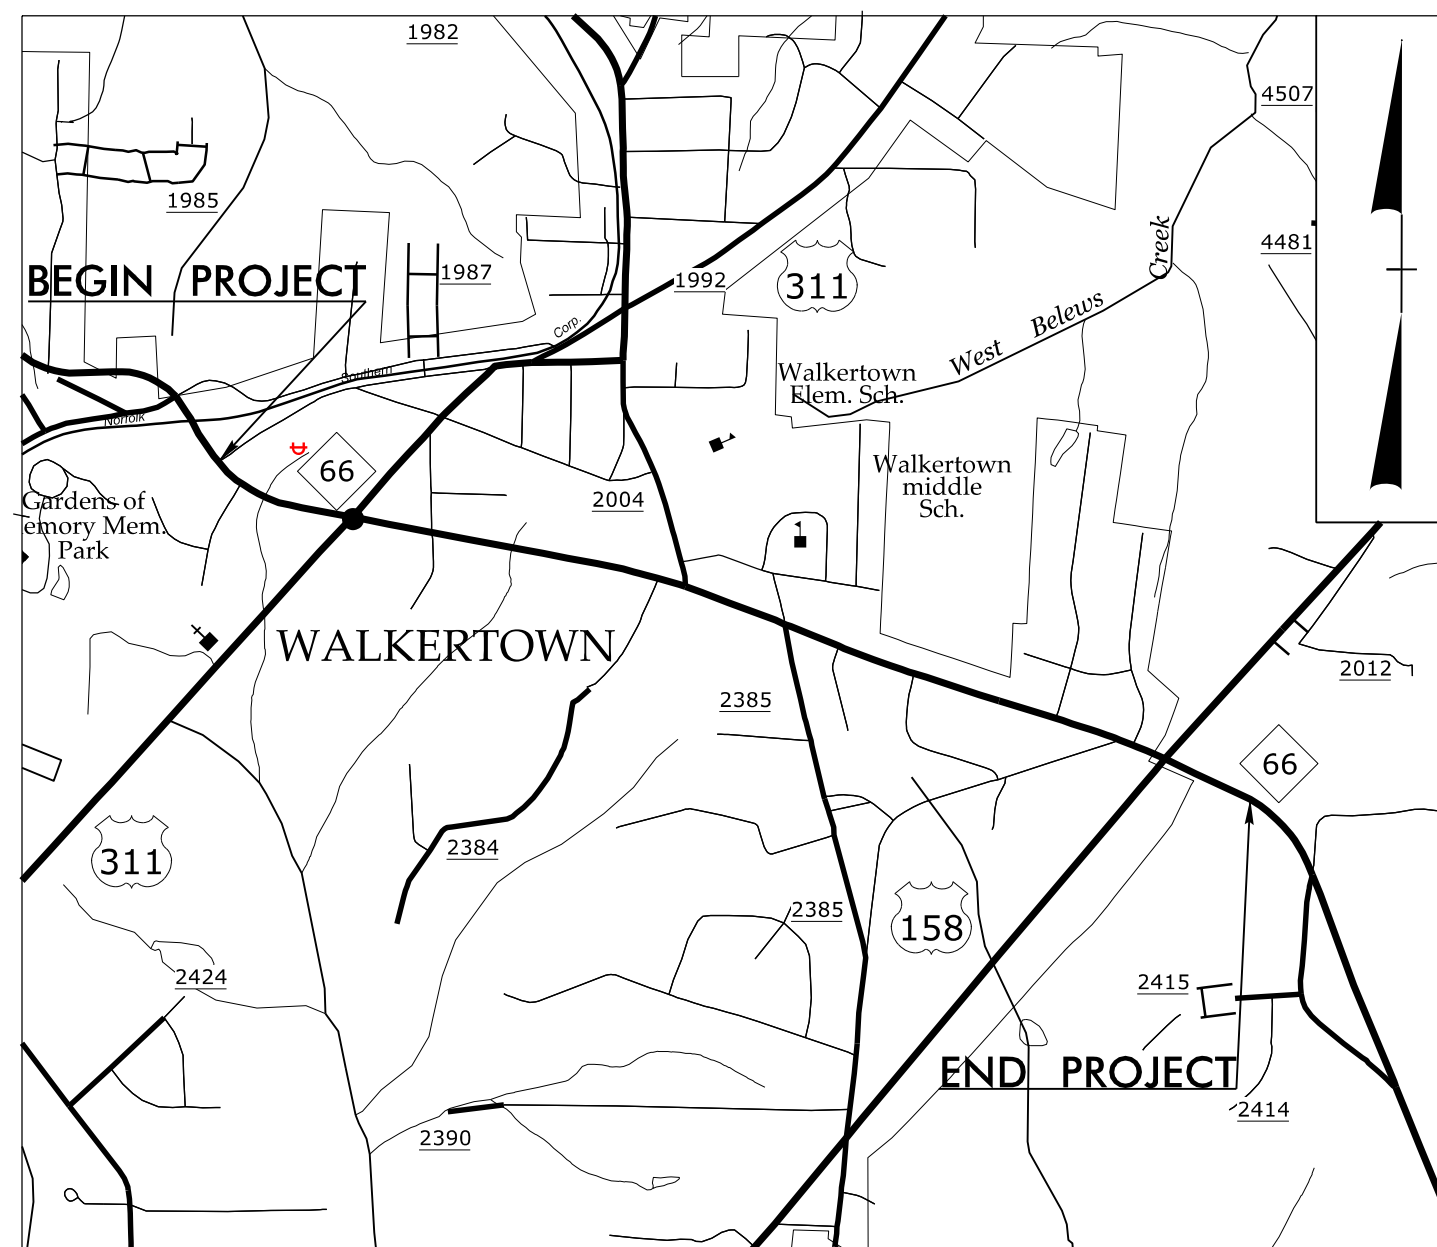 1982
4507
1985
4481
Creek
BEGIN PROJECT
1987
1992
311
Corp.
West Belews
Southern
Walkertown
Elem. Sch.
Norfolk
66
Walkertown
middle
Sch.
2004
Gardens of
emory Mem.
Park
WALKERTOWN
2012
2385
66
311
2384
2385
158
2424
2415
END PROJECT
2414
2390